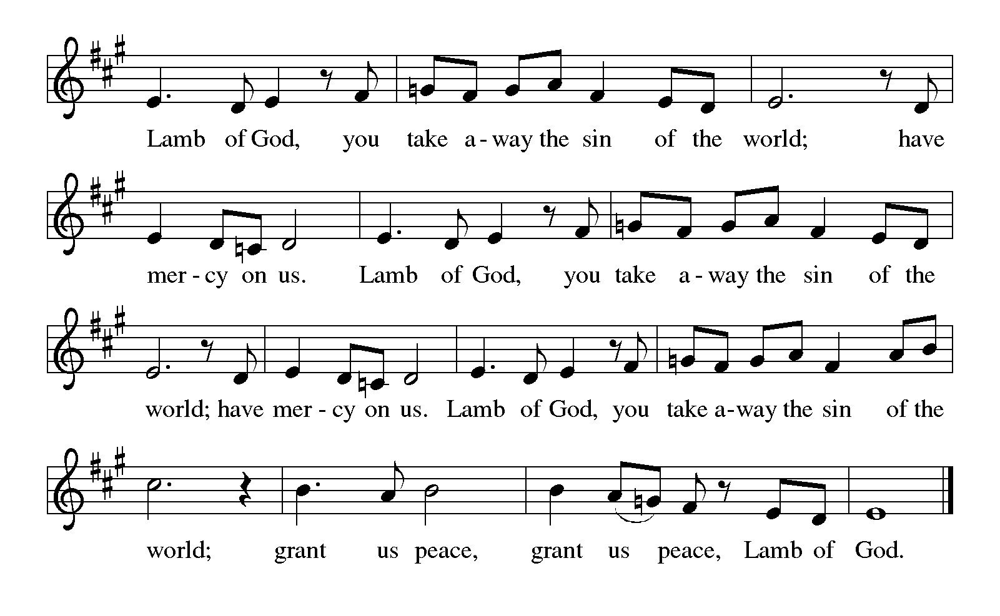 Lamb of God, you take a - way the sin of the world; have
mer - cy on us. Lamb of God, you take a - way the sin of the
world; have mer - cy on us. Lamb of God, you take a - way the sin of the
world; grant us peace, grant us peace, Lamb of God.